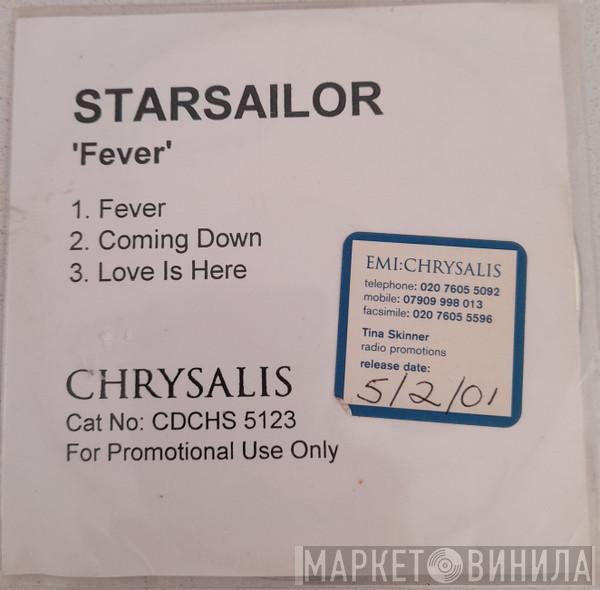 STARSAILOR
'Fever'
1. Fever
2. Coming Down
3. Love Is Here
EMI:CHRYSALIS
telephone: 020 7605 5092
mobile: 07909 998 013
facsimile: 020 7605 5596
Tina Skinner
radio promotions
release date:
5/2/01
CHRYSALIS
Cat No: CDCHS 5123
For Promotional Use Only
МАРКЕТ ВИНИЛА